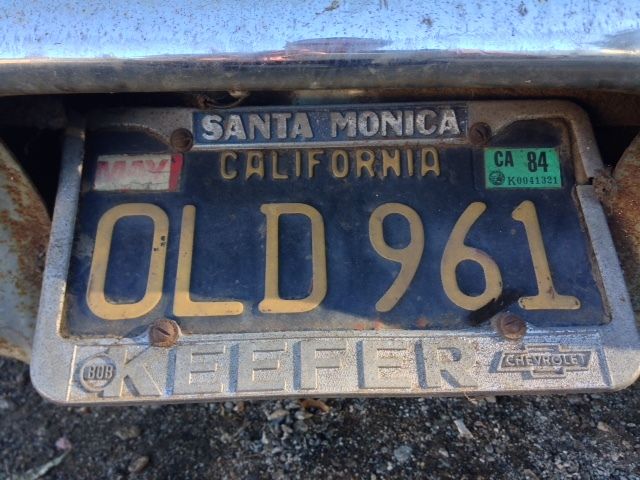 SANTA MONICA
CALIFORNIA
MAY
CA 84
K0041321
OLD 961
BOB KEEFER CHEVROLET